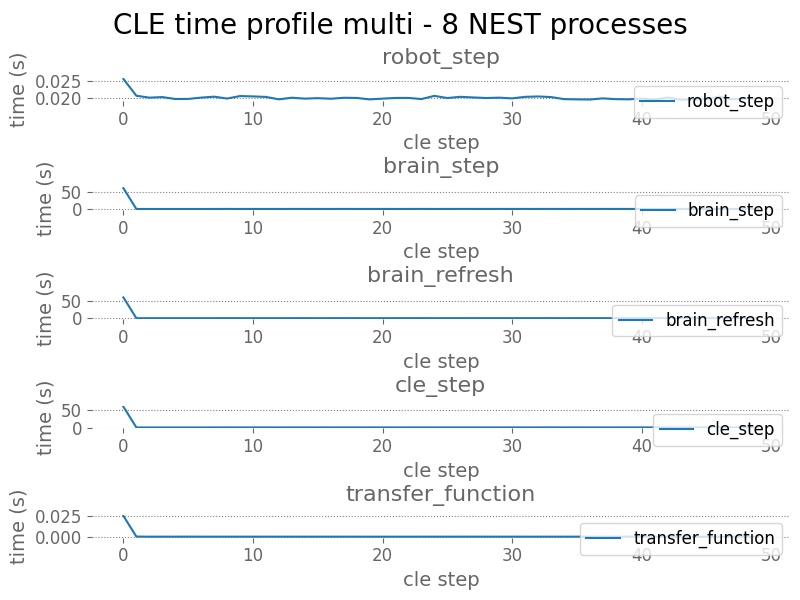 CLE time profile multi - 8 NEST processes
robot_step
time (s)
0.025
0.020
robot_step
0 10 20 30 40 50
cle step
brain_step
time (s)
50
0
brain_step
0 10 20 30 40 50
cle step
brain_refresh
time (s)
50
0
brain_refresh
0 10 20 30 40 50
cle step
cle_step
time (s)
50
0
cle_step
0 10 20 30 40 50
cle step
transfer_function
time (s)
0.025
0.000
transfer_function
0 10 20 30 40 50
cle step